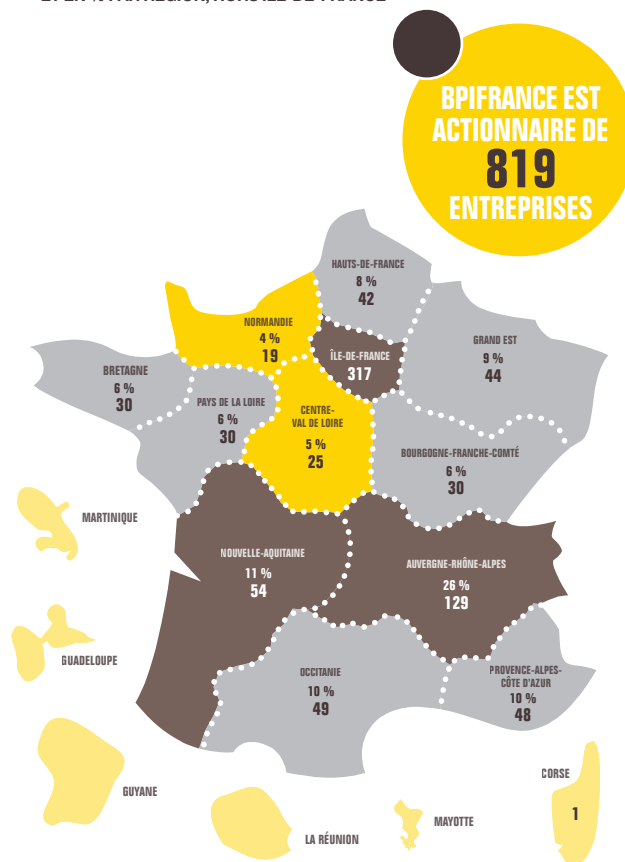 BPIFRANCE EST
ACTIONNAIRE DE
819
ENTREPRISES
HAUTS-DE-FRANCE
8 %
42
NORMANDIE
4 %
19
ÎLE-DE-FRANCE
317
GRAND EST
9 %
44
BRETAGNE
6 %
30
PAYS DE LA LOIRE
6 %
30
CENTRE-
VAL DE LOIRE
5 %
25
BOURGOGNE-FRANCHE-COMTÉ
6 %
30
MARTINIQUE
NOUVELLE-AQUITAINE
11 %
54
AUVERGNE-RHÔNE-ALPES
26 %
129
GUADELOUPE
OCCITANIE
10 %
49
PROVENCE-ALPES-
CÔTE D'AZUR
10 %
48
GUYANE
LA RÉUNION
MAYOTTE
CORSE
1